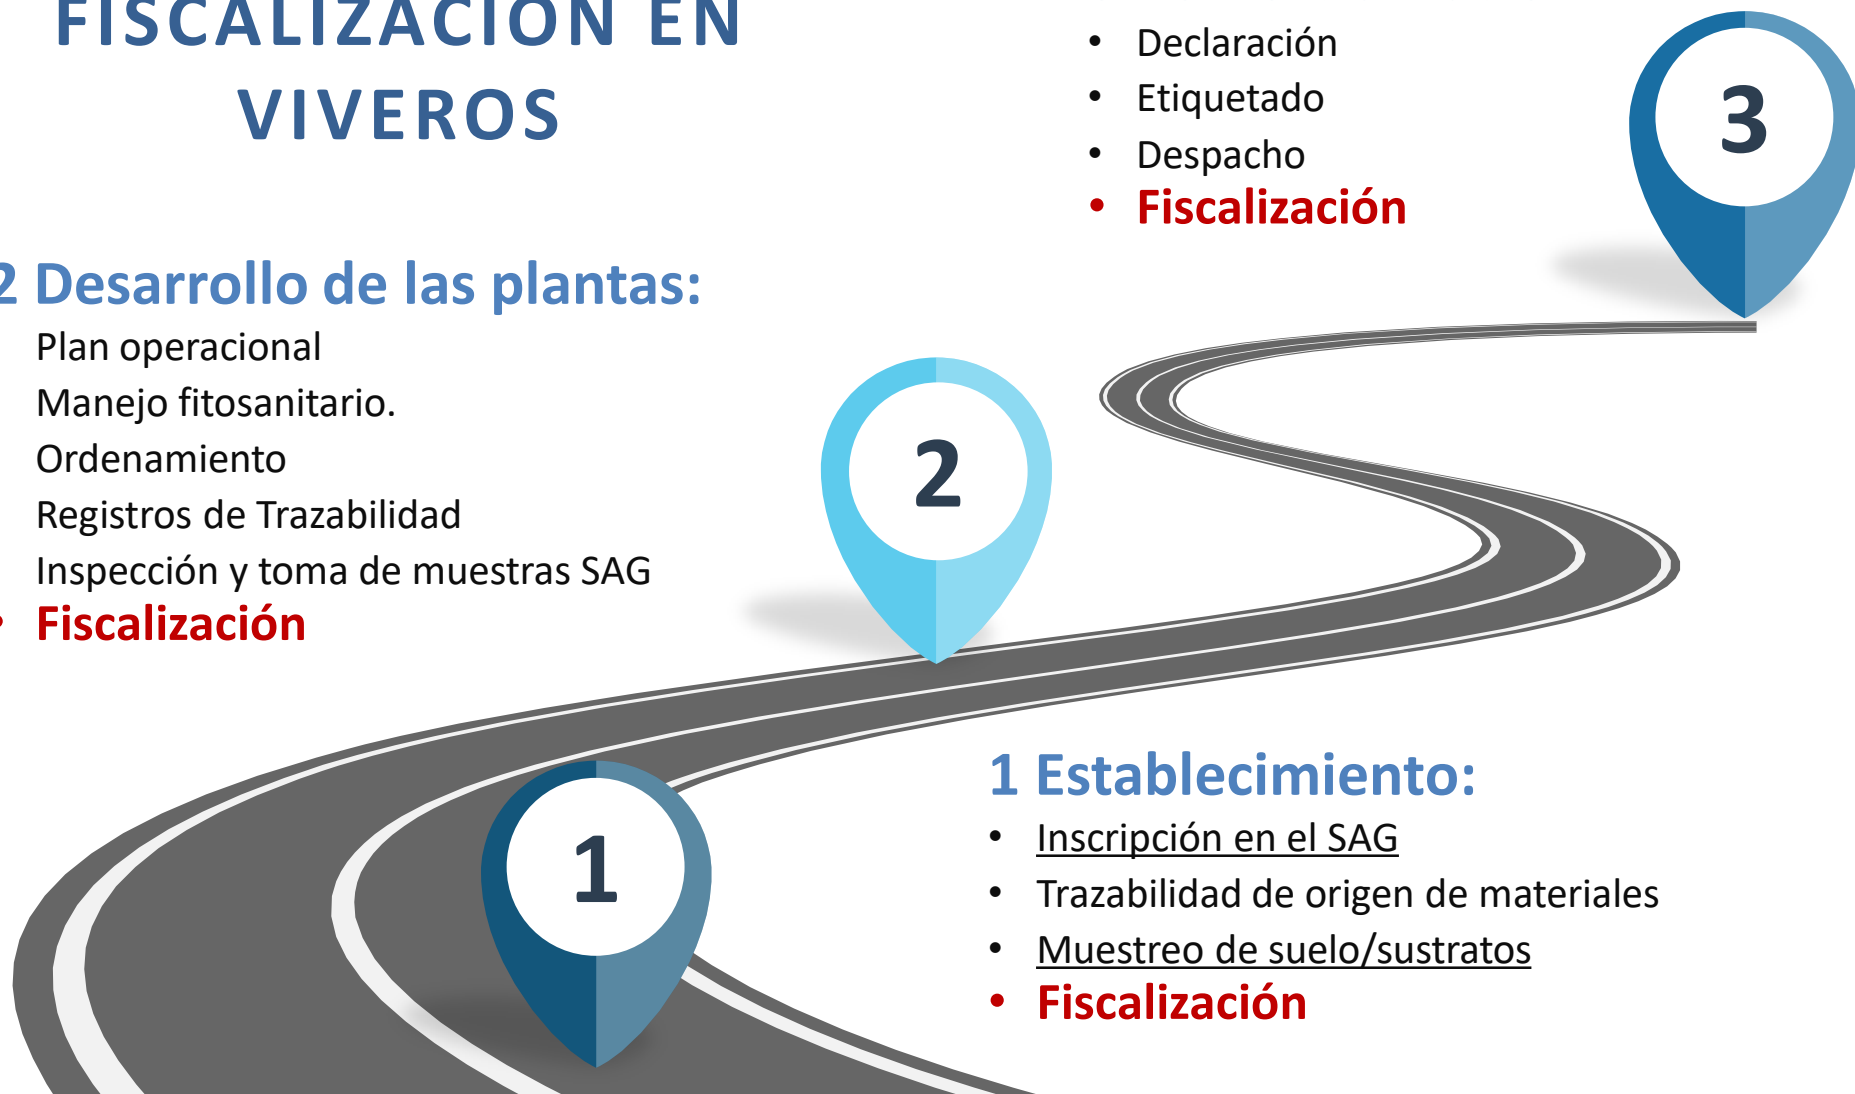 FISCALIZACIÓN EN
VIVEROS
• Declaración
• Etiquetado
• Despacho
• Fiscalización
3
2 Desarrollo de las plantas:
Plan operacional
Manejo fitosanitario.
Ordenamiento
Registros de Trazabilidad
Inspección y toma de muestras SAG
• Fiscalización
2
1 Establecimiento:
• Inscripción en el SAG
• Trazabilidad de origen de materiales
• Muestreo de suelo/sustratos
• Fiscalización
1